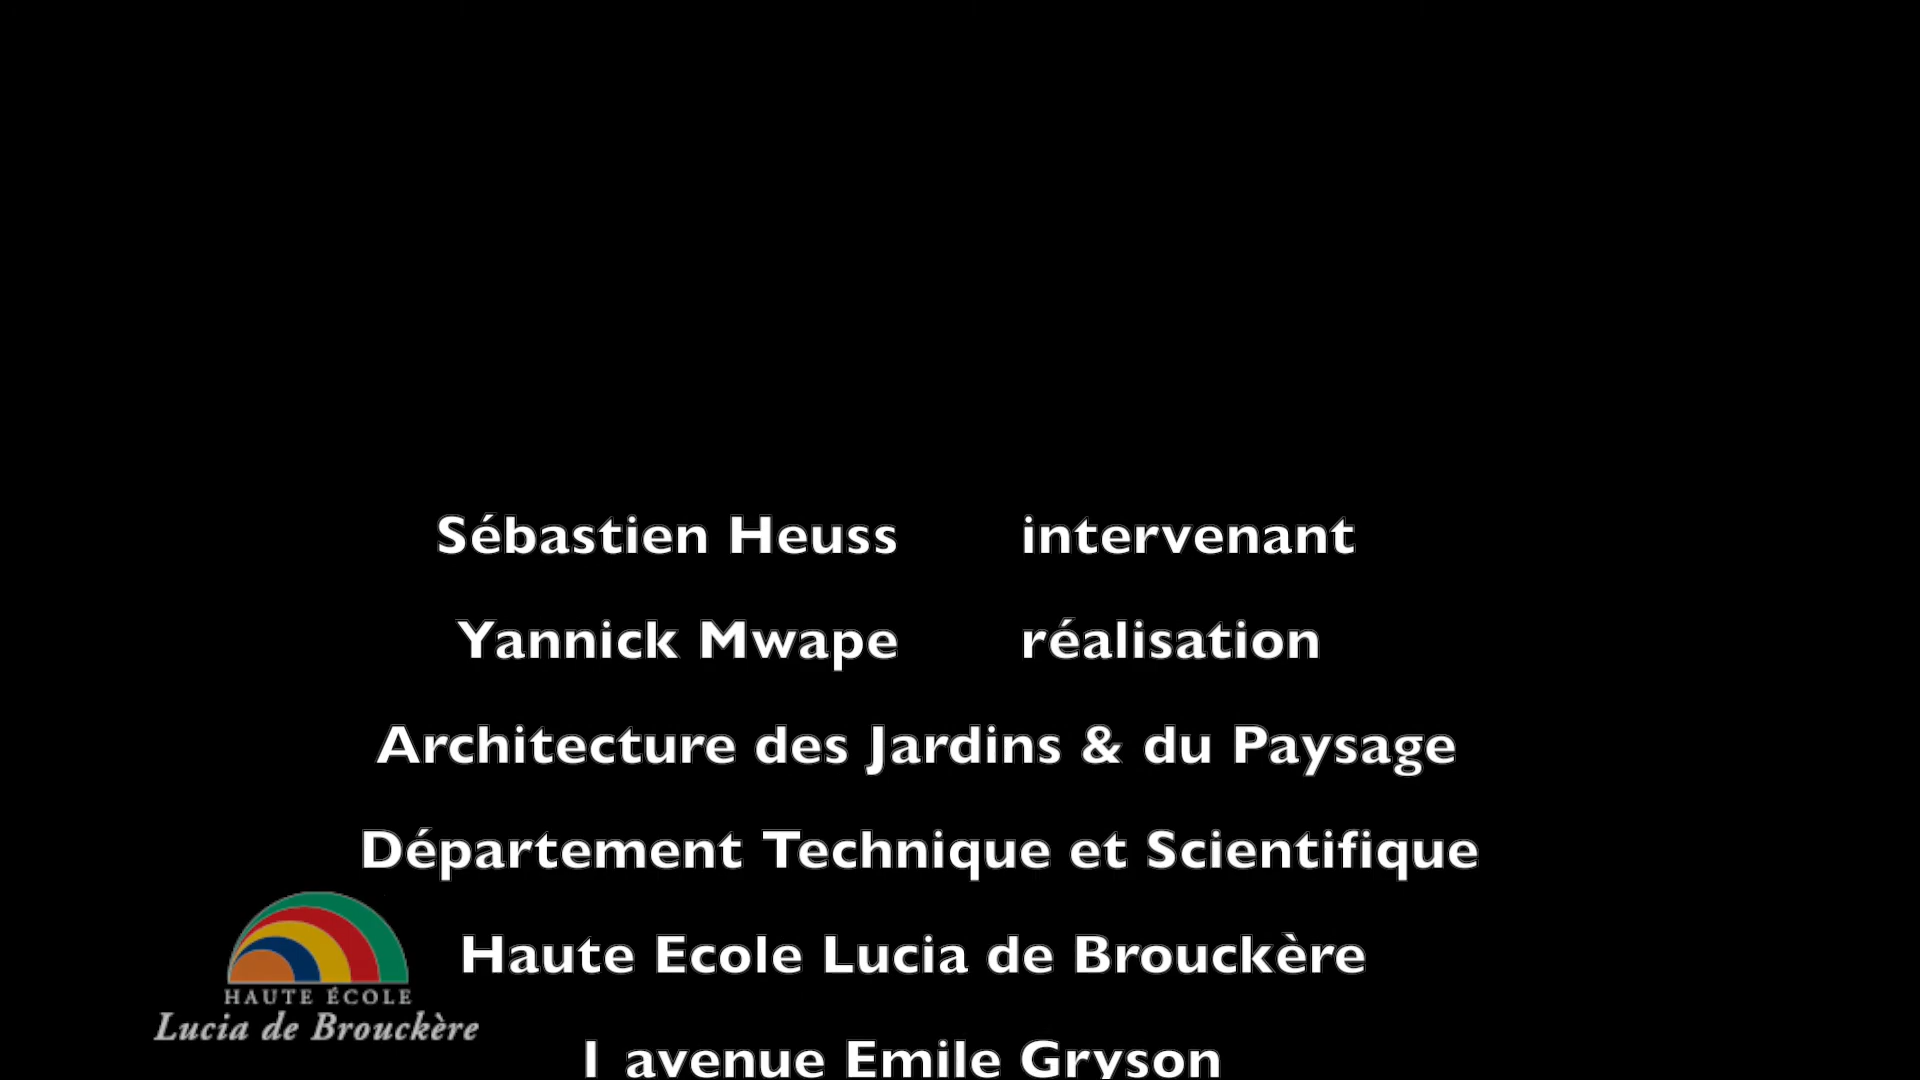 Sébastien Heuss intervenant
Yannick Mwape réalisation
Architecture des Jardins & du Paysage
Département Technique et Scientifique
Haute Ecole Lucia de Brouckère
1 avenue Emile Gryson
HAUTE ÉCOLE
Lucia de Brouckère